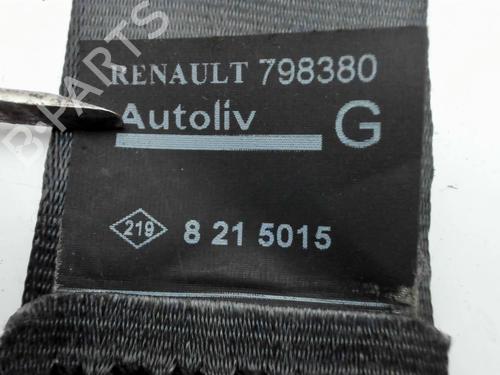 B-PARTS
RENAULT 798380
Autoliv G
219 8 21 5015